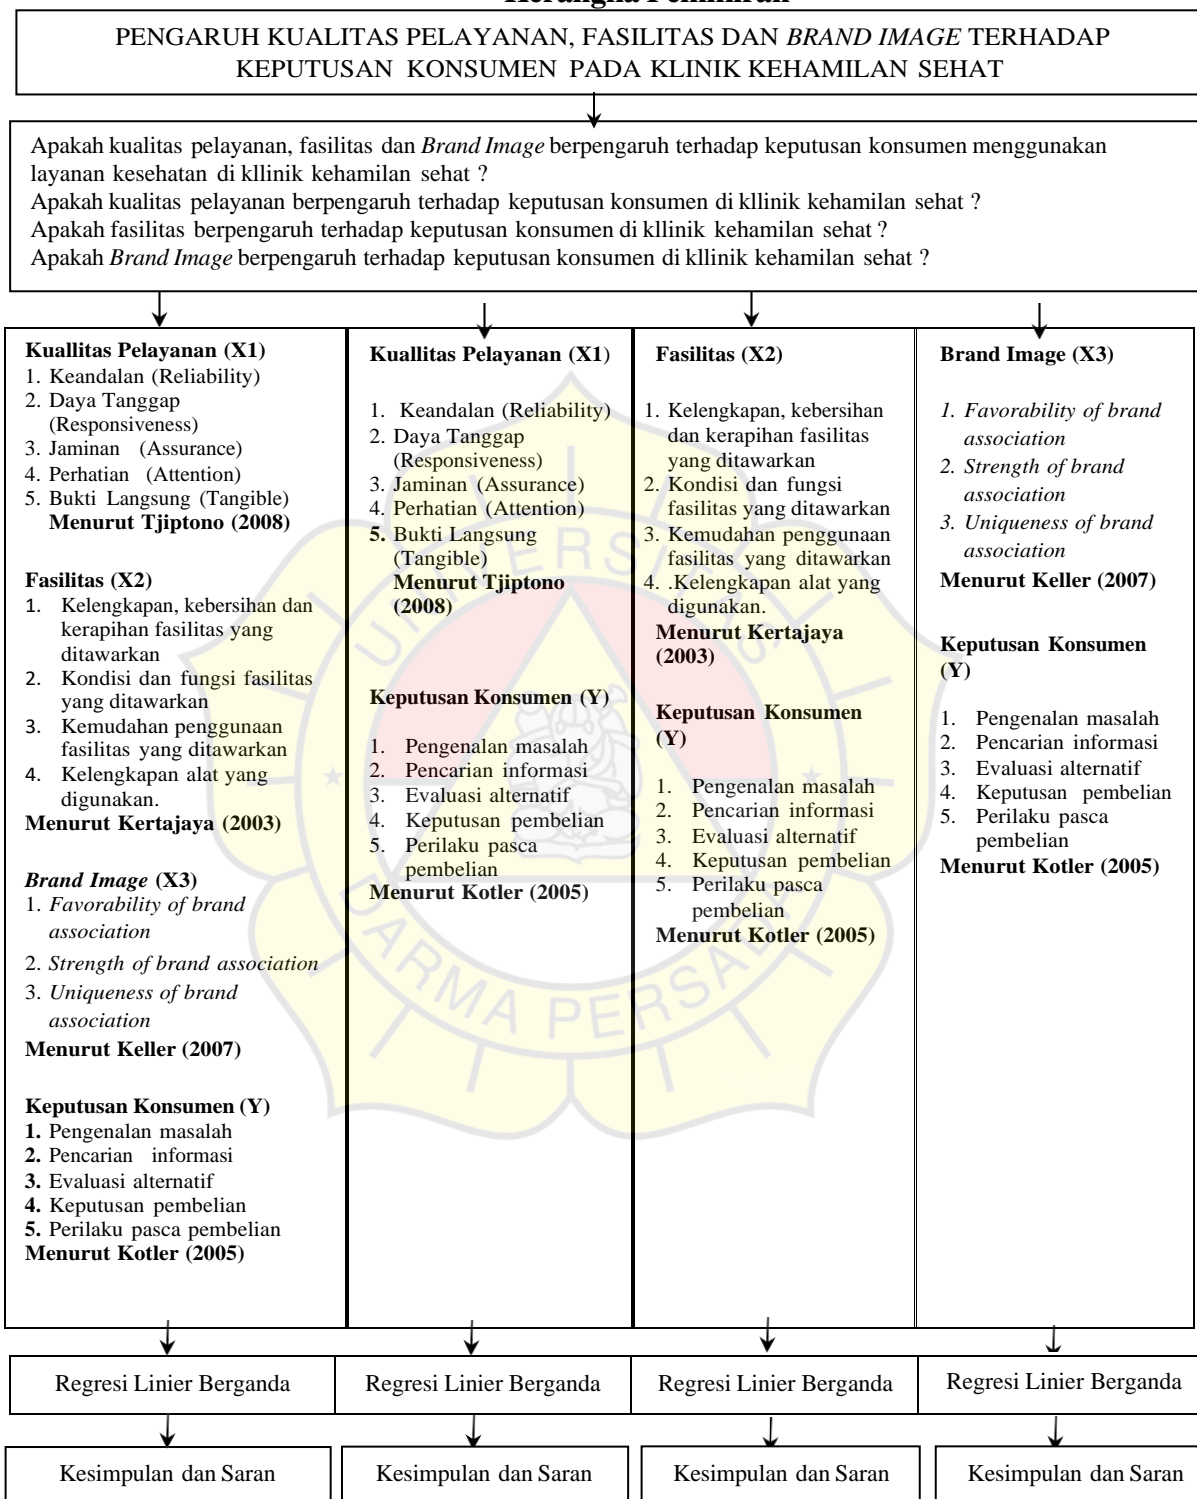 Kerangka Pemikiran
PENGARUH KUALITAS PELAYANAN, FASILITAS DAN BRAND IMAGE TERHADAP
KEPUTUSAN KONSUMEN PADA KLINIK KEHAMILAN SEHAT
Apakah kualitas pelayanan, fasilitas dan Brand Image berpengaruh terhadap keputusan konsumen menggunakan
layanan kesehatan di kllinik kehamilan sehat ?
Apakah kualitas pelayanan berpengaruh terhadap keputusan konsumen di kllinik kehamilan sehat ?
Apakah fasilitas berpengaruh terhadap keputusan konsumen di kllinik kehamilan sehat ?
Apakah Brand Image berpengaruh terhadap keputusan konsumen di kllinik kehamilan sehat ?
Kuallitas Pelayanan (X1)
1. Keandalan (Reliability)
2. Daya Tanggap
(Responsiveness)
3. Jaminan (Assurance)
4. Perhatian (Attention)
5. Bukti Langsung (Tangible)
Menurut Tjiptono (2008)
Fasilitas (X2)
1. Kelengkapan, kebersihan dan
kerapihan fasilitas yang
ditawarkan
2. Kondisi dan fungsi fasilitas
yang ditawarkan
3. Kemudahan penggunaan
fasilitas yang ditawarkan
4. Kelengkapan alat yang
digunakan.
Menurut Kertajaya (2003)
Brand Image (X3)
1. Favorability of brand
association
2. Strength of brand association
3. Uniqueness of brand
association
Menurut Keller (2007)
Keputusan Konsumen (Y)
1. Pengenalan masalah
2. Pencarian informasi
3. Evaluasi alternatif
4. Keputusan pembelian
5. Perilaku pasca pembelian
Menurut Kotler (2005)
Kuallitas Pelayanan (X1)
1. Keandalan (Reliability)
2. Daya Tanggap
(Responsiveness)
3. Jaminan (Assurance)
4. Perhatian (Attention)
5. Bukti Langsung
(Tangible)
Menurut Tjiptono
(2008)
Keputusan Konsumen (Y)
1. Pengenalan masalah
2. Pencarian informasi
3. Evaluasi alternatif
4. Keputusan pembelian
5. Perilaku pasca
pembelian
Menurut Kotler (2005)
Fasilitas (X2)
1. Kelengkapan, kebersihan
dan kerapihan fasilitas
yang ditawarkan
2. Kondisi dan fungsi
fasilitas yang ditawarkan
3. Kemudahan penggunaan
fasilitas yang ditawarkan
4. .Kelengkapan alat yang
digunakan.
Menurut Kertajaya
(2003)
Keputusan Konsumen
(Y)
1. Pengenalan masalah
2. Pencarian informasi
3. Evaluasi alternatif
4. Keputusan pembelian
5. Perilaku pasca
pembelian
Menurut Kotler (2005)
Brand Image (X3)
1. Favorability of brand
association
2. Strength of brand
association
3. Uniqueness of brand
association
Menurut Keller (2007)
Keputusan Konsumen
(Y)
1. Pengenalan masalah
2. Pencarian informasi
3. Evaluasi alternatif
4. Keputusan pembelian
5. Perilaku pasca
pembelian
Menurut Kotler (2005)
UNIVERSITAS
DARMA PERSADA
Regresi Linier Berganda
Regresi Linier Berganda
Regresi Linier Berganda
Regresi Linier Berganda
Kesimpulan dan Saran
Kesimpulan dan Saran
Kesimpulan dan Saran
Kesimpulan dan Saran